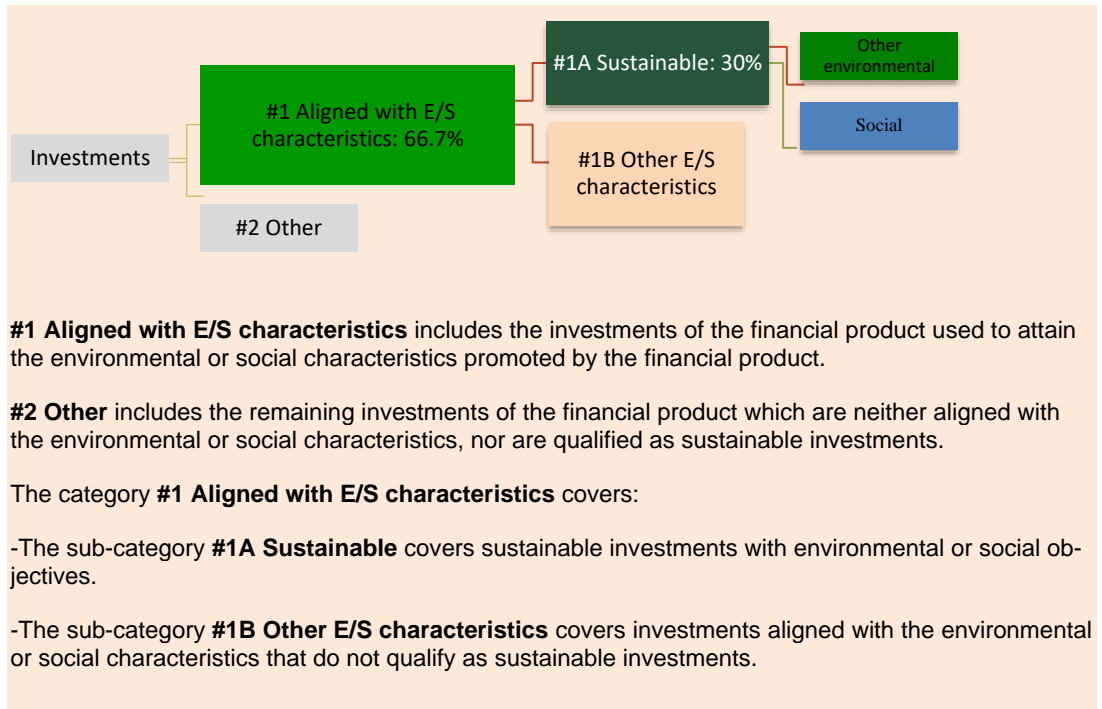 Investments
#1 Aligned with E/S
characteristics: 66.7%
#2 Other
#1A Sustainable: 30%
#1B Other E/S
characteristics
Other
environmental
Social
#1 Aligned with E/S characteristics includes the investments of the financial product used to attain
the environmental or social characteristics promoted by the financial product.
#2 Other includes the remaining investments of the financial product which are neither aligned with
the environmental or social characteristics, nor are qualified as sustainable investments.
The category #1 Aligned with E/S characteristics covers:
-The sub-category #1A Sustainable covers sustainable investments with environmental or social ob-
jectives.
-The sub-category #1B Other E/S characteristics covers investments aligned with the environmental
or social characteristics that do not qualify as sustainable investments.